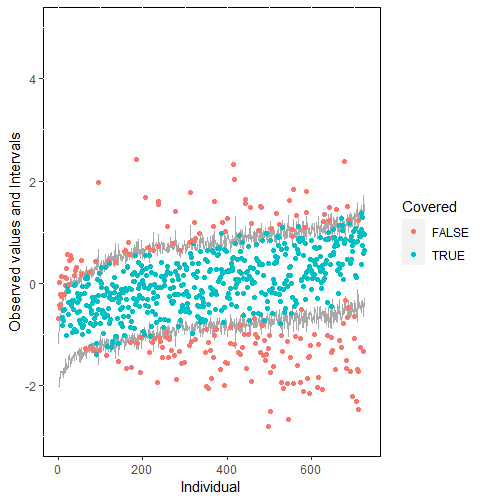 4
2
0
-2
0
200
400
600
Observed values and Intervals
Individual
Covered
FALSE
TRUE